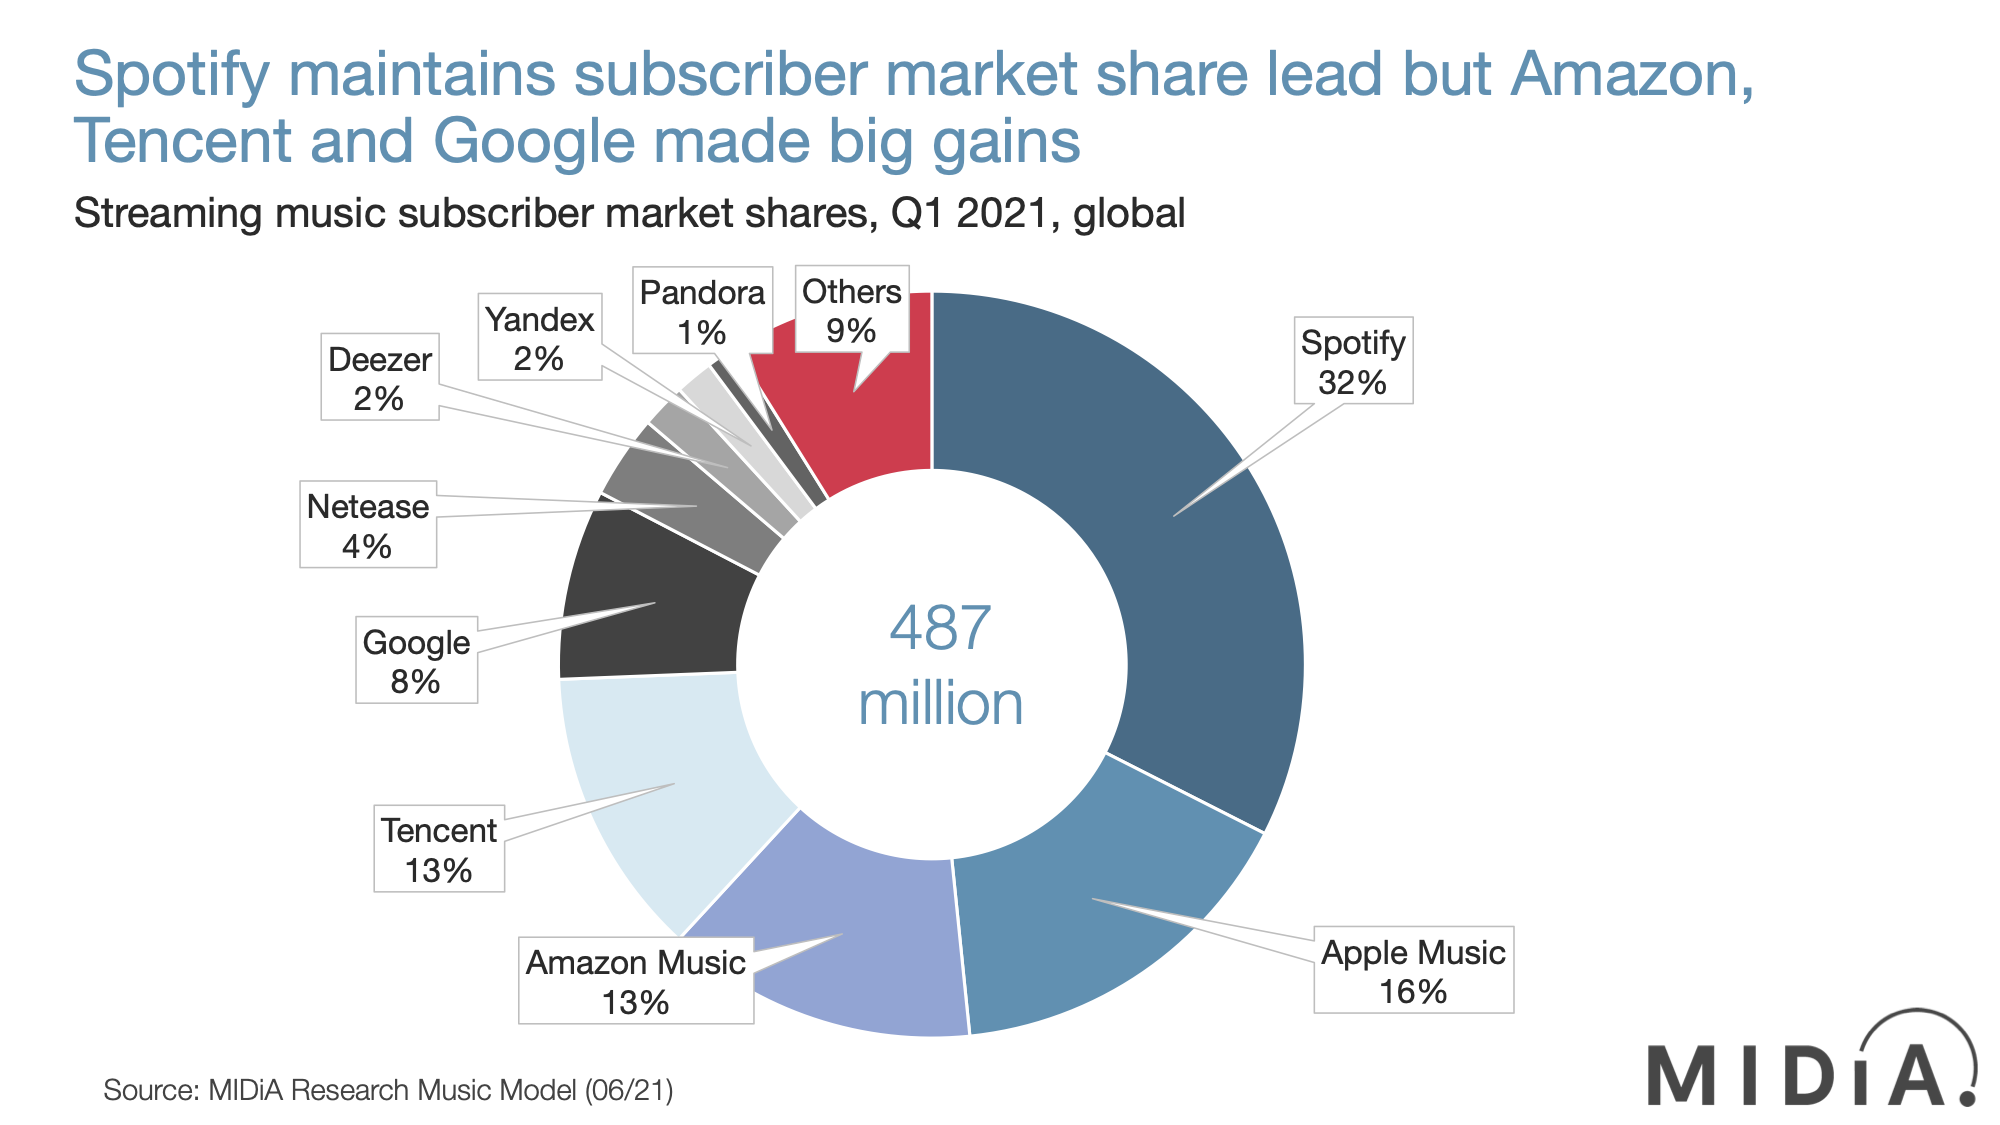 Spotify maintains subscriber market share lead but Amazon,
Tencent and Google made big gains
Streaming music subscriber market shares, Q1 2021, global
Pandora
1%
Others
9%
Yandex
2%
Deezer
2%
Spotify
32%
Netease
4%
Google
8%
487
million
Tencent
13%
Amazon Music
13%
Apple Music
16%
Source: MIDiA Research Music Model (06/21)
MIDiA.